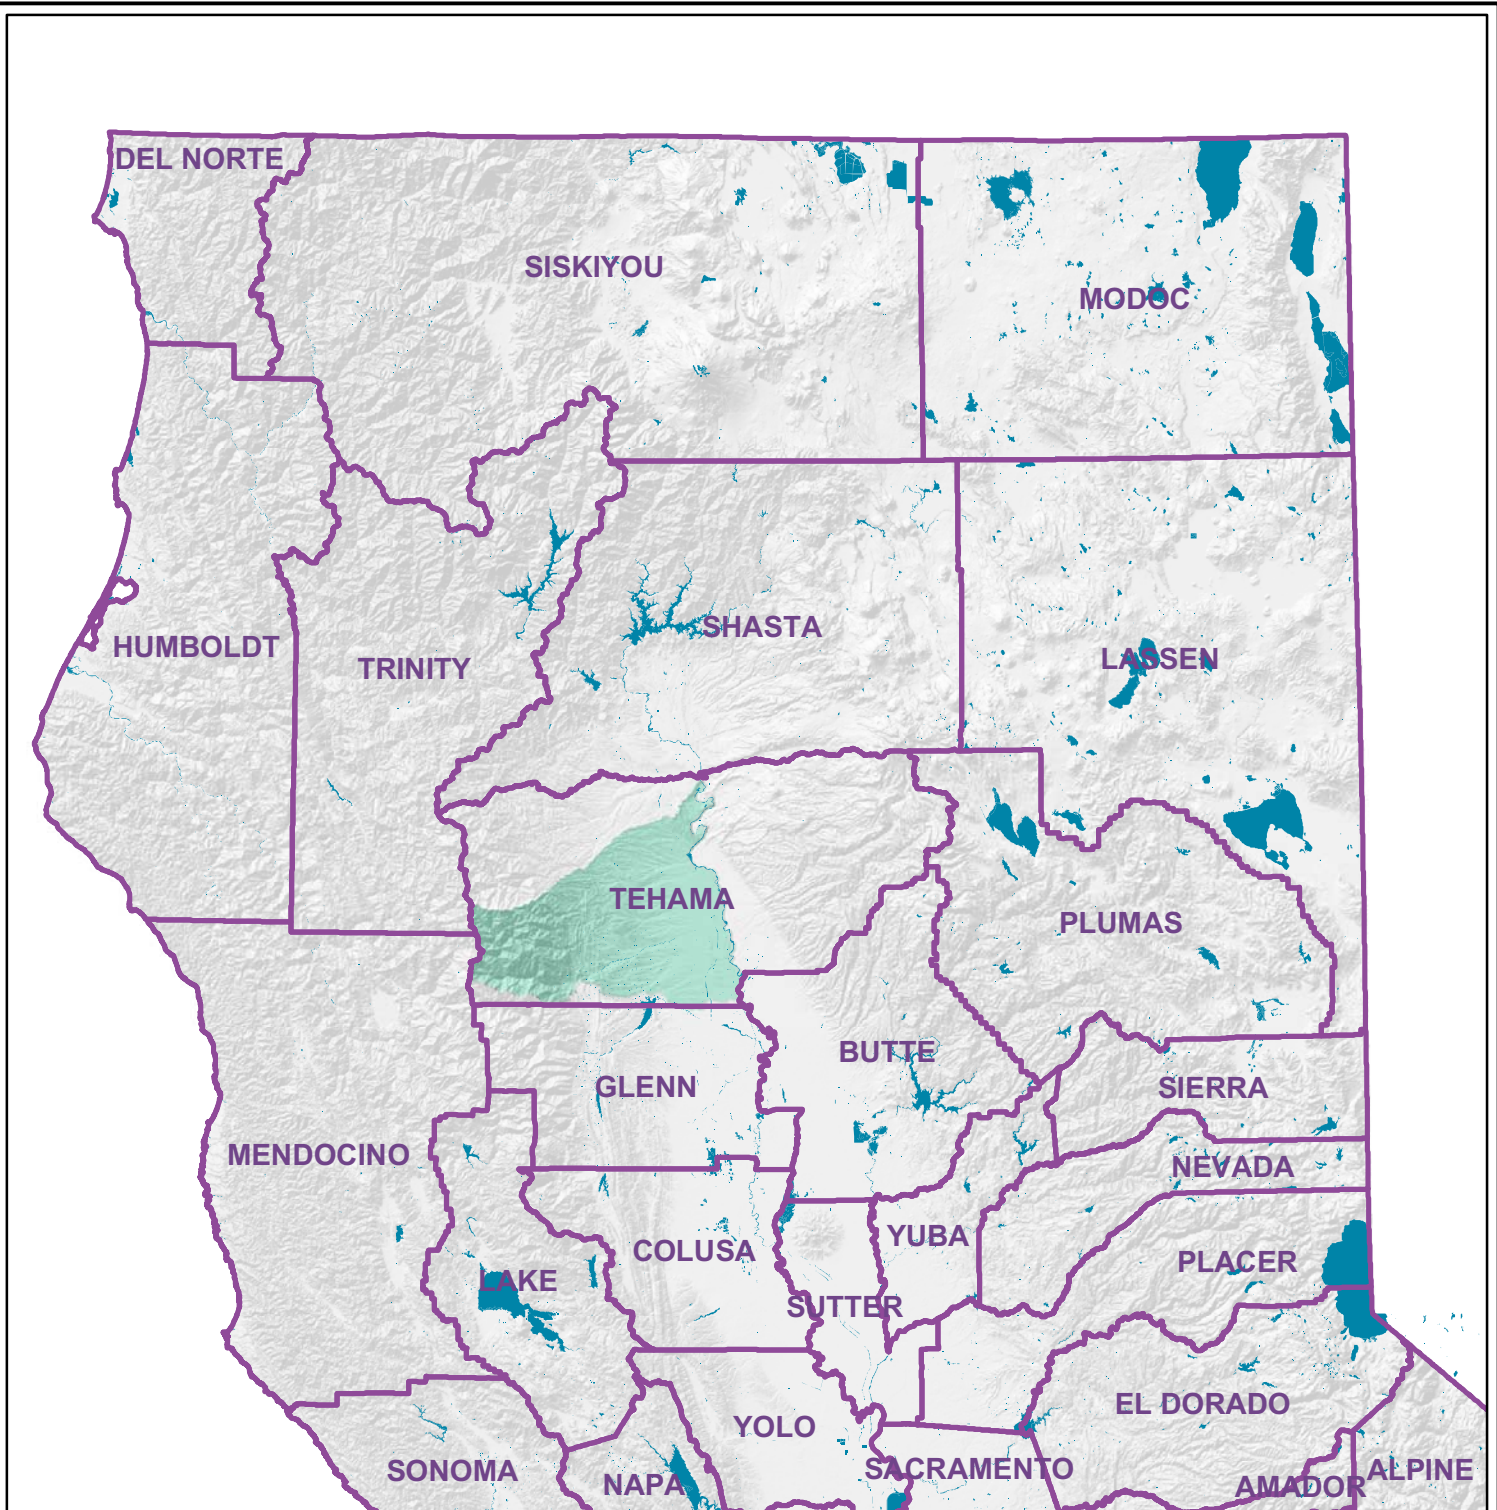 DEL NORTE
SISKIYOU
MODOC
SHASTA
HUMBOLDT
TRINITY
LASSEN
TEHAMA
PLUMAS
BUTTE
GLENN
SIERRA
MENDOCINO
NEVADA
YUBA
COLUSA
PLACER
LAKE
SUTTER
EL DORADO
YOLO
SACRAMENTO
SONOMA
ALPINE
NAPA
AMADOR